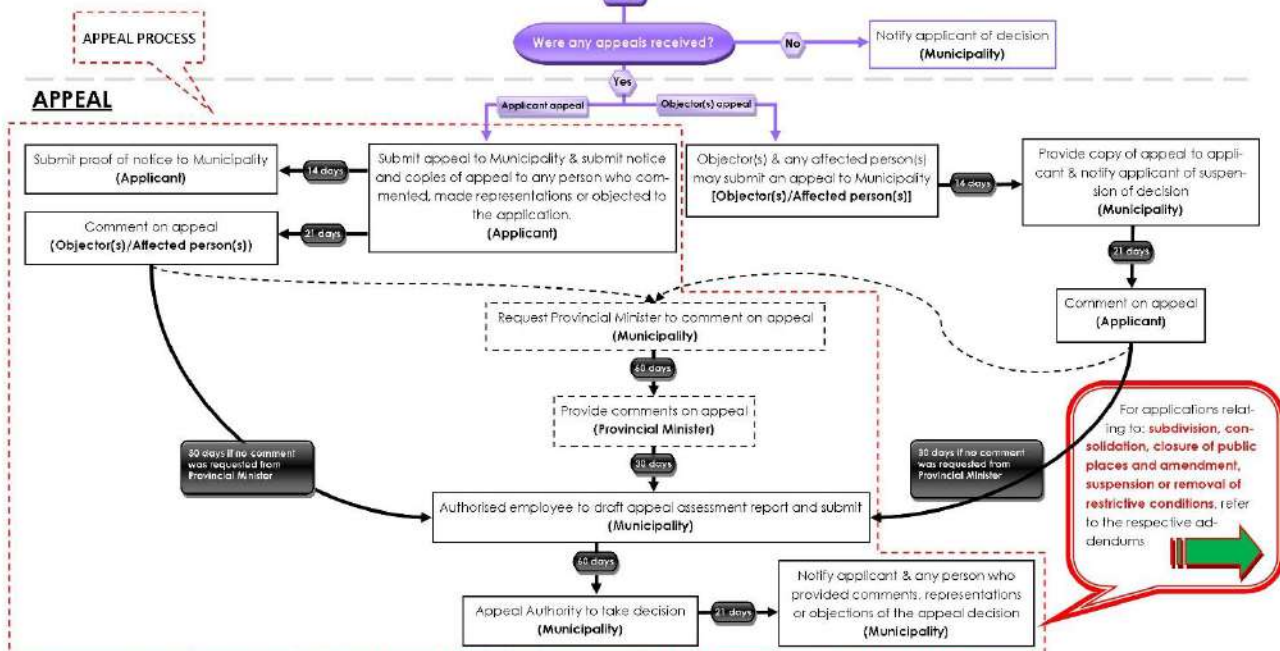 APPEAL PROCESS
Were any appeals received?
No
Notify applicant of decision
(Municipality)
Yes
APPEAL
Applicant appeal
Objector(s) appeal
Submit proof of notice to Municipality
(Applicant)
14 days
Submit appeal to Municipality & submit notice
and copies of appeal to any person who com-
mented, made representations or objected to
the application.
(Applicant)
Objector(s) & any affected person(s)
may submit an appeal to Municipality
[Objector(s)/Affected person(s)]
14 days
Provide copy of appeal to appli-
cant & notify applicant of suspen-
sion of decision
(Municipality)
Comment on appeal
(Objector(s)/Affected person(s))
21 days
21 days
Comment on appeal
(Applicant)
Request Provincial Minister to comment on appeal
(Municipality)
60 days
Provide comments on appeal
(Provincial Minister)
30 days
days if no comment
was requested from
Provincial Minister
30 days if no comment
was requested from
Provincial Minister
For applications relat-
ing to: subdivision, con-
solidation, closure of public
places and amendment,
suspension or removal of
restrictive conditions, refer
to the respective ad-
dendums
Authorised employee to draft appeal assessment report and submit
(Municipality)
60 days
Appeal Authority to take decision
(Municipality)
21 days
Notify applicant & any person who
provided comments, representations
or objections of the appeal decision
(Municipality)